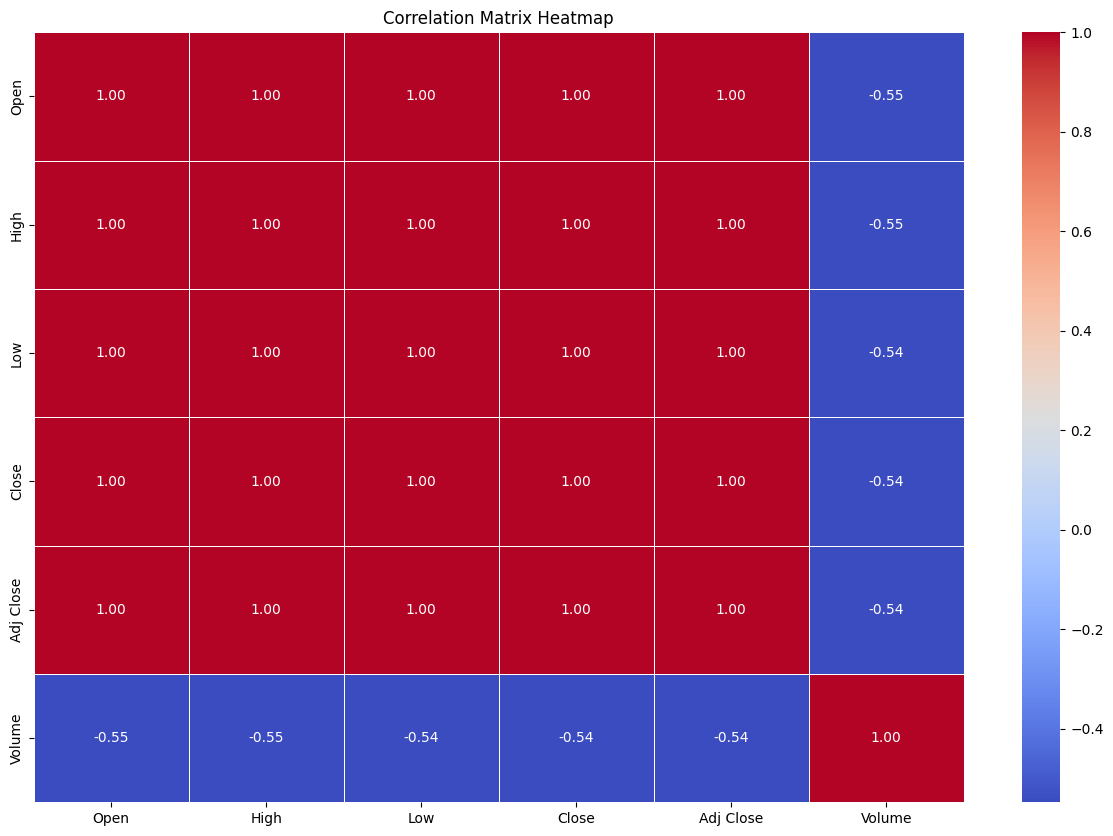 Correlation Matrix Heatmap
Open 1.00 1.00 1.00 1.00 1.00 -0.55
High 1.00 1.00 1.00 1.00 1.00 -0.55
Low 1.00 1.00 1.00 1.00 1.00 -0.54
Close 1.00 1.00 1.00 1.00 1.00 -0.54
Adj Close 1.00 1.00 1.00 1.00 1.00 -0.54
Volume -0.55 -0.55 -0.54 -0.54 -0.54 1.00
Open High Low Close Adj Close Volume
1.0
0.8
0.6
0.4
0.2
0.0
−0.2
−0.4